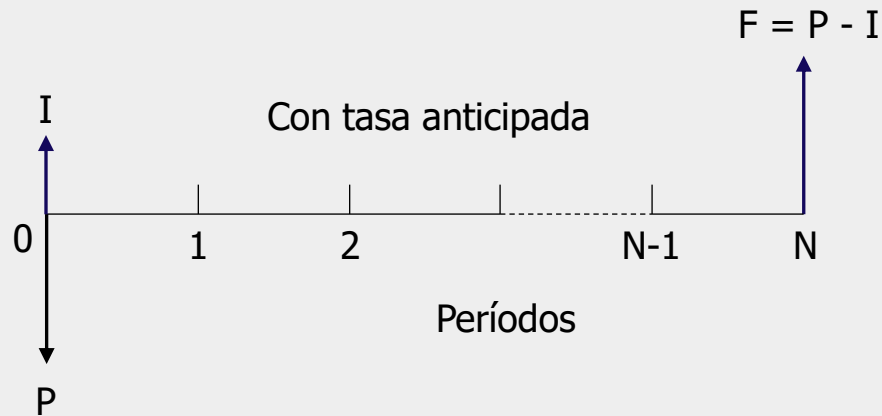 F = P - I
I
Con tasa anticipada
0
1 2 N-1 N
Períodos
P